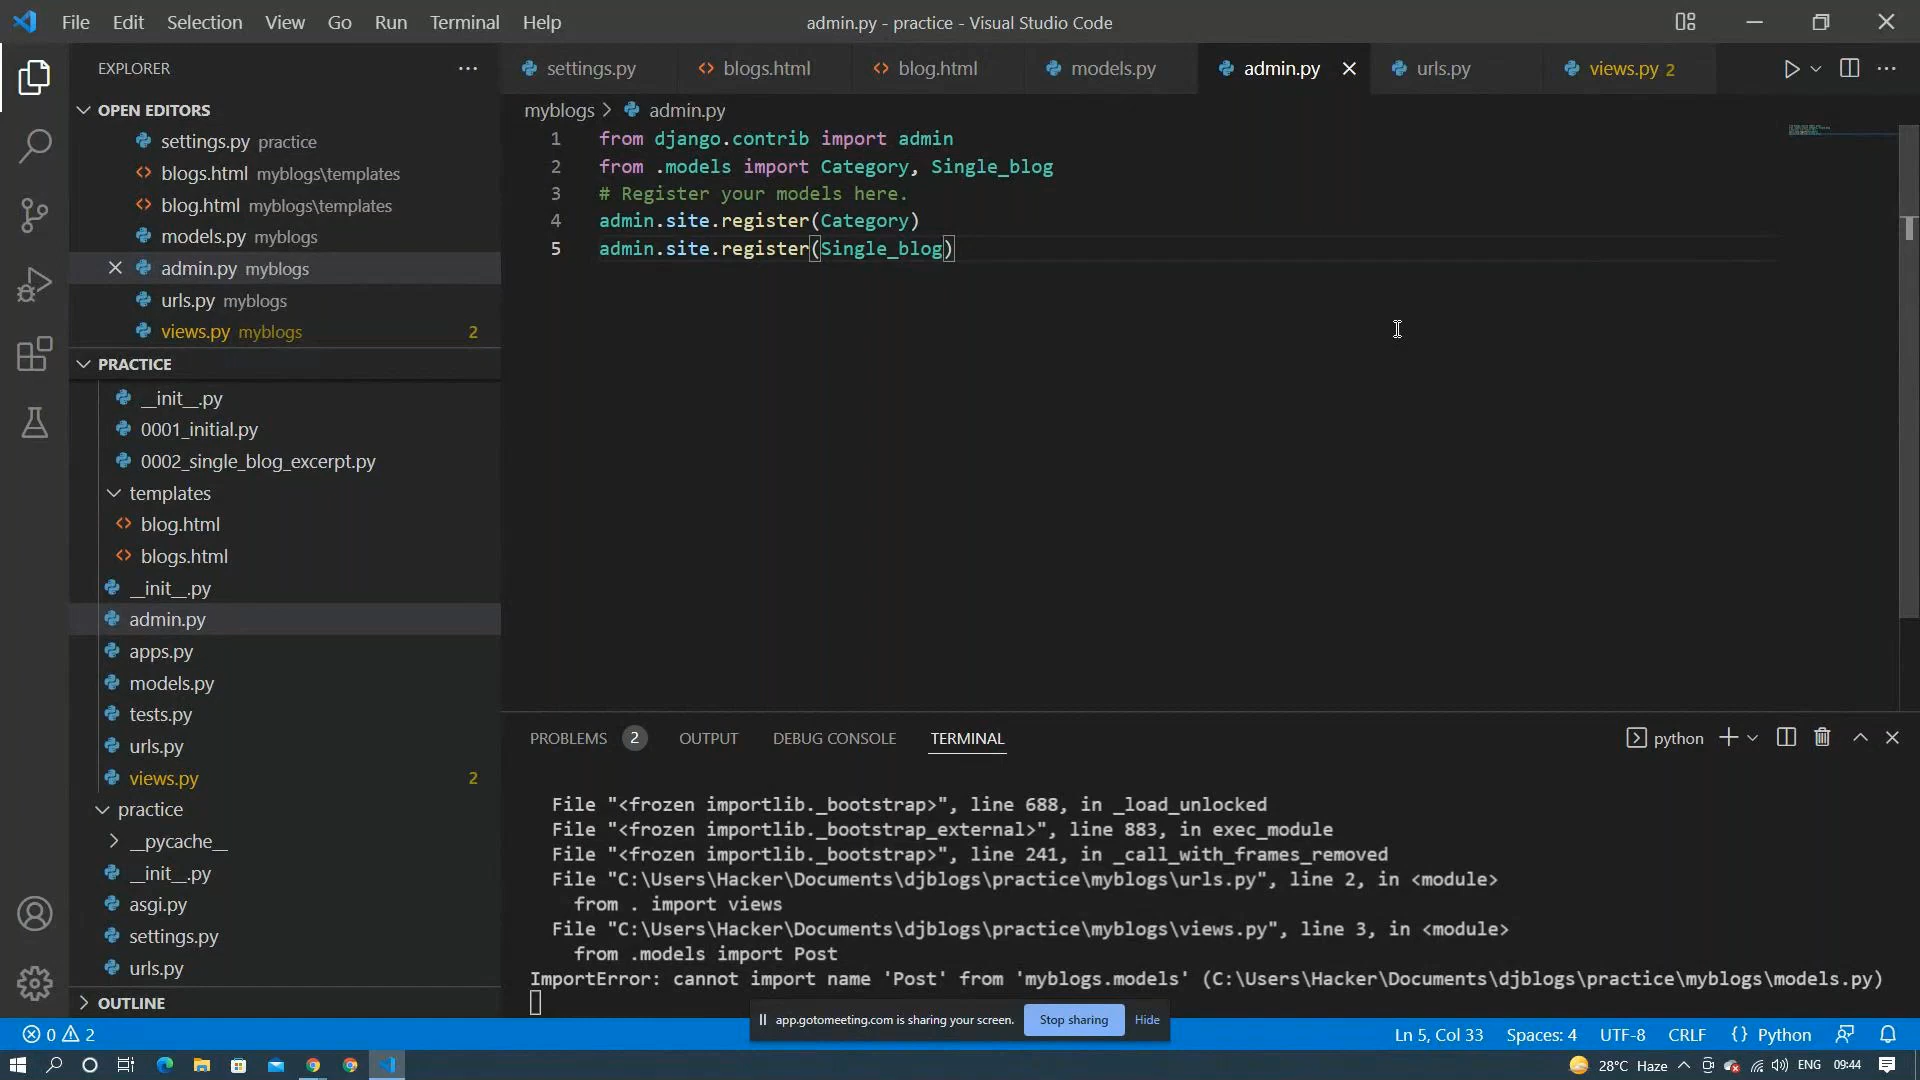 File Edit Selection View Go Run Terminal Help
admin.py - practice - Visual Studio Code
EXPLORER
OPEN EDITORS
settings.py practice
blogs.html myblogs\templates
blog.html myblogs\templates
models.py myblogs
admin.py myblogs
urls.py myblogs
views.py myblogs 2
PRACTICE
__init__.py
0001_initial.py
0002_single_blog_excerpt.py
templates
blog.html
blogs.html
__init__.py
admin.py
apps.py
models.py
tests.py
urls.py
views.py 2
practice
__pycache__
__init__.py
asgi.py
settings.py
urls.py
OUTLINE
settings.py blogs.html blog.html models.py admin.py urls.py views.py 2
myblogs > admin.py
1 from django.contrib import admin
2 from .models import Category, Single_blog
3 # Register your models here.
4 admin.site.register(Category)
5 admin.site.register(Single_blog)
PROBLEMS 2 OUTPUT DEBUG CONSOLE TERMINAL
python
File "<frozen importlib._bootstrap>", line 688, in _load_unlocked
File "<frozen importlib._bootstrap_external>", line 883, in exec_module
File "<frozen importlib._bootstrap>", line 241, in _call_with_frames_removed
File "C:\Users\Hacker\Documents\djblogs\practice\myblogs\urls.py", line 2, in <module>
from . import views
File "C:\Users\Hacker\Documents\djblogs\practice\myblogs\views.py", line 3, in <module>
from .models import Post
ImportError: cannot import name 'Post' from 'myblogs.models' (C:\Users\Hacker\Documents\djblogs\practice\myblogs\models.py)
app.gotomeeting.com is sharing your screen. Stop sharing Hide
0 2
Ln 5, Col 33 Spaces: 4 UTF-8 CRLF {} Python
28°C Haze ENG 09:44